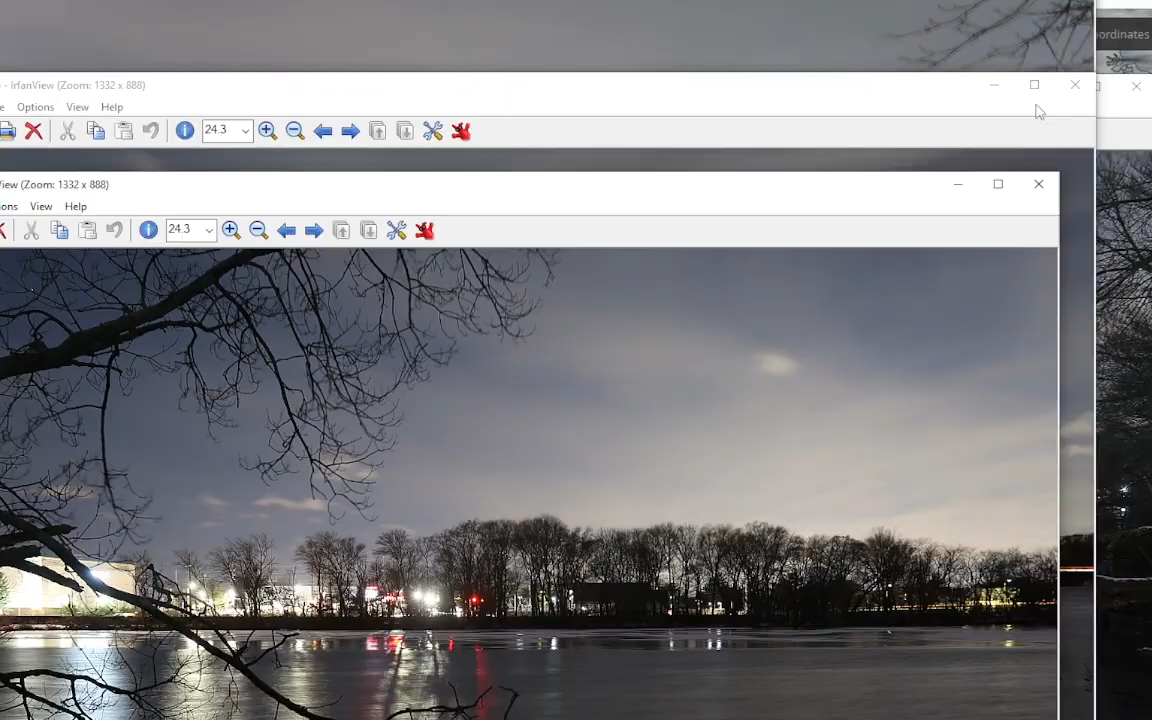 ordinates
- IrfanView (Zoom: 1332 x 888)
Options View Help
24.3
View (Zoom: 1332 x 888)
ons View Help
24.3